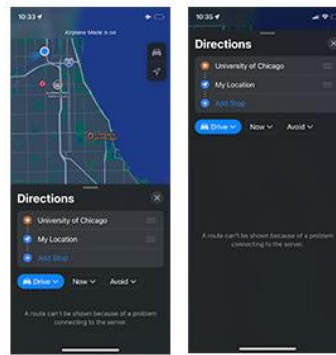 10:33
Airplane Mode is on
Directions
University of Chicago
My Location
Add Stop
Drive
Now
Avoid
A route can't be shown because of a problem
connecting to the server.
10:35
Directions
University of Chicago
My Location
Add Stop
Drive
Now
Avoid
A route can't be shown because of a problem
connecting to the server.